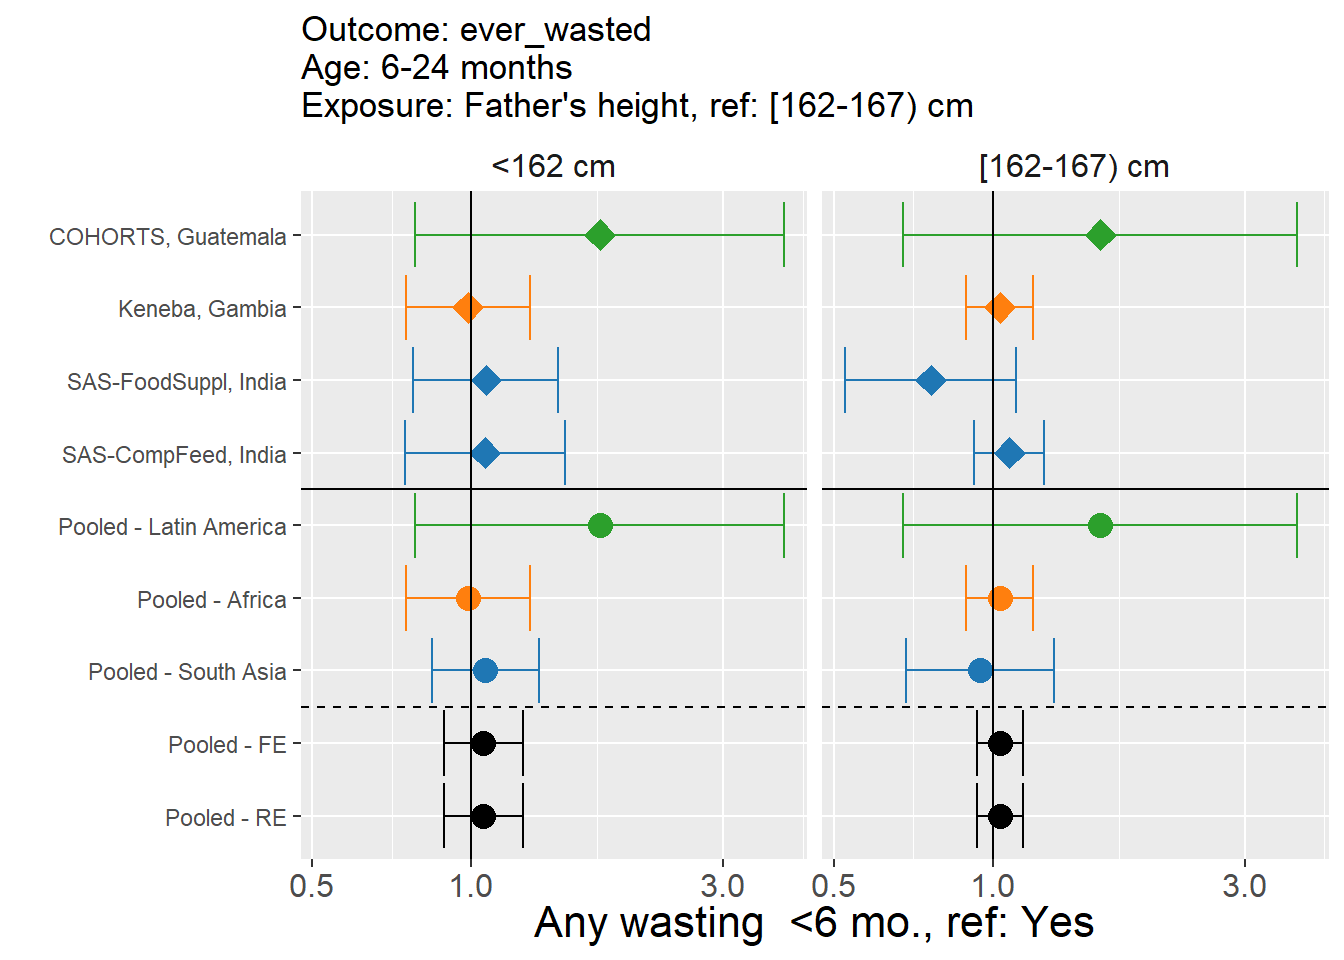 Outcome: ever_wasted
Age: 6-24 months
Exposure: Father's height, ref: [162-167) cm
<162 cm
[162-167) cm
COHORTS, Guatemala
Keneba, Gambia
SAS-FoodSuppl, India
SAS-CompFeed, India
Pooled - Latin America
Pooled - Africa
Pooled - South Asia
Pooled - FE
Pooled - RE
0.5 1.0 3.0 0.5 1.0 3.0
Any wasting  <6 mo., ref: Yes